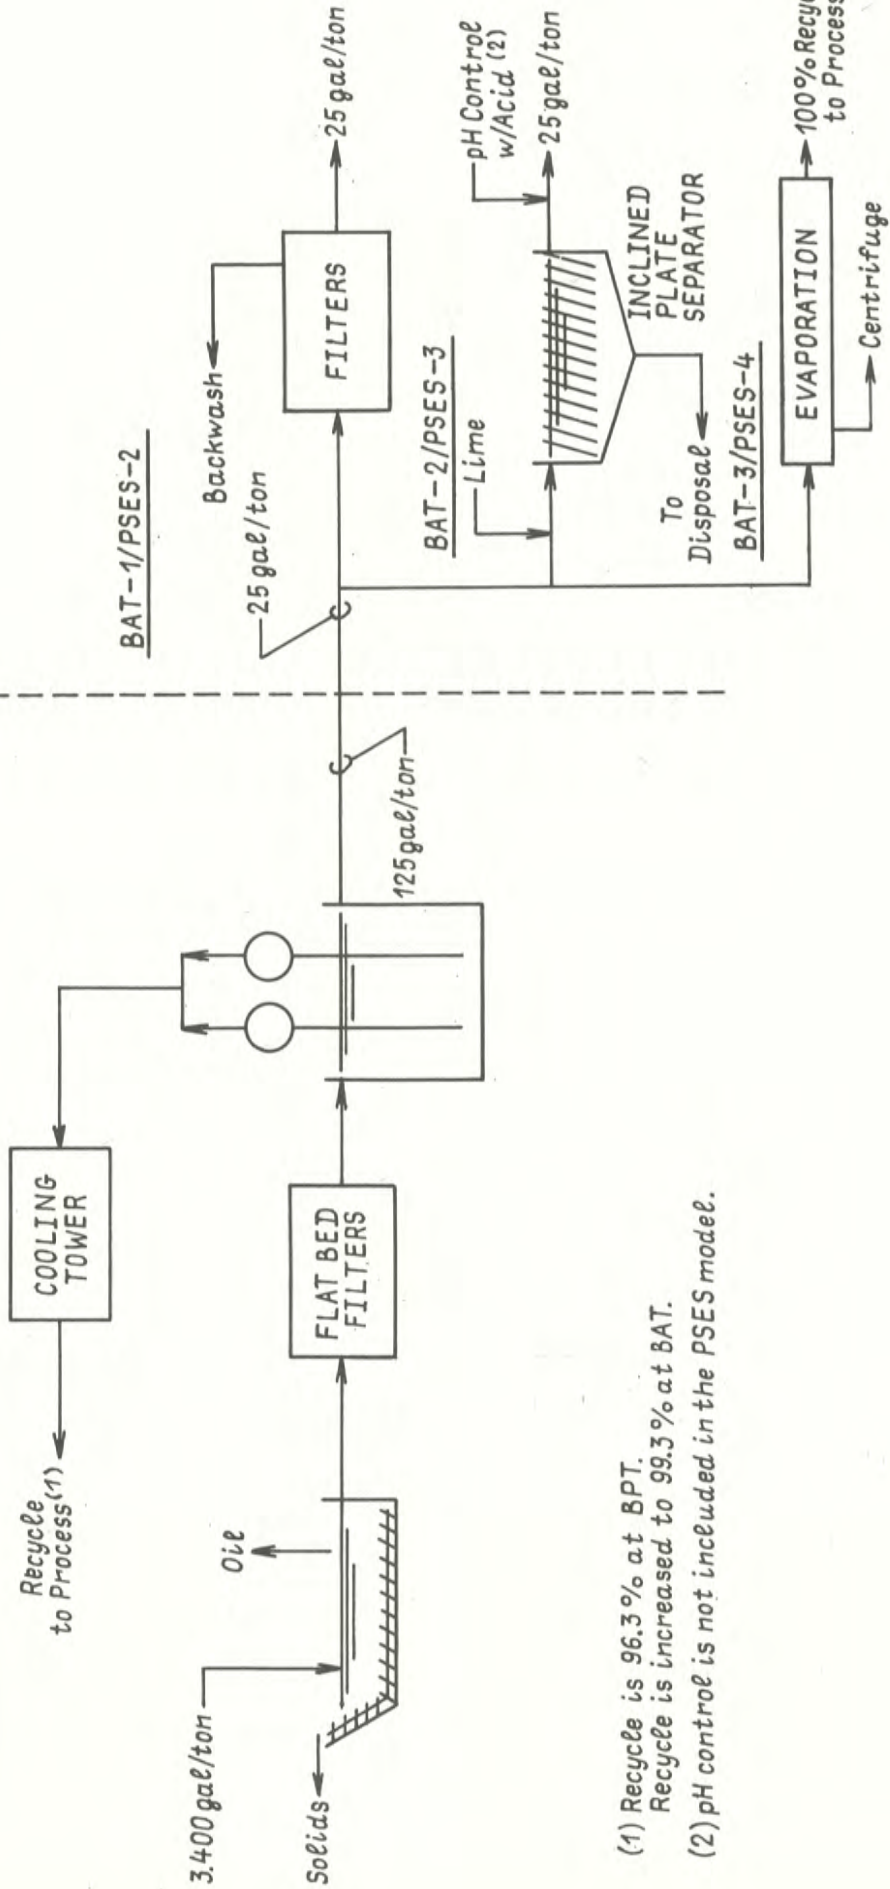 3.400 gal/ton
Solids
Oil
FLAT BED
FILTERS
Recycle
to Process (1)
COOLING
TOWER
125 gal/ton
BAT-1/PSES-2
25 gal/ton
Backwash
FILTERS
25 gal/ton
BAT-2/PSES-3
Lime
pH Control
w/Acid (2)
25 gal/ton
INCLINED
PLATE
SEPARATOR
To
Disposal
BAT-3/PSES-4
EVAPORATION
100% Recyc
to Process
Centrifuge
(1) Recycle is 96.3% at BPT.
Recycle is increased to 99.3% at BAT.
(2) pH control is not included in the PSES model.